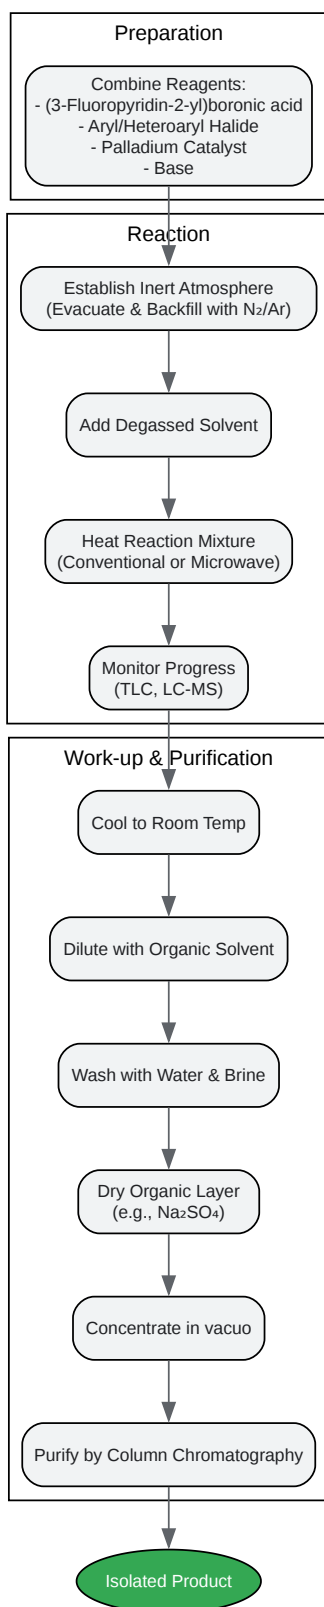 Preparation
Combine Reagents:
- (3-Fluoropyridin-2-yl)boronic acid
- Aryl/Heteroaryl Halide
- Palladium Catalyst
- Base
Reaction
Establish Inert Atmosphere
(Evacuate & Backfill with N₂/Ar)
Add Degassed Solvent
Heat Reaction Mixture
(Conventional or Microwave)
Monitor Progress
(TLC, LC-MS)
Work-up & Purification
Cool to Room Temp
Dilute with Organic Solvent
Wash with Water & Brine
Dry Organic Layer
(e.g., Na₂SO₄)
Concentrate in vacuo
Purify by Column Chromatography
Isolated Product